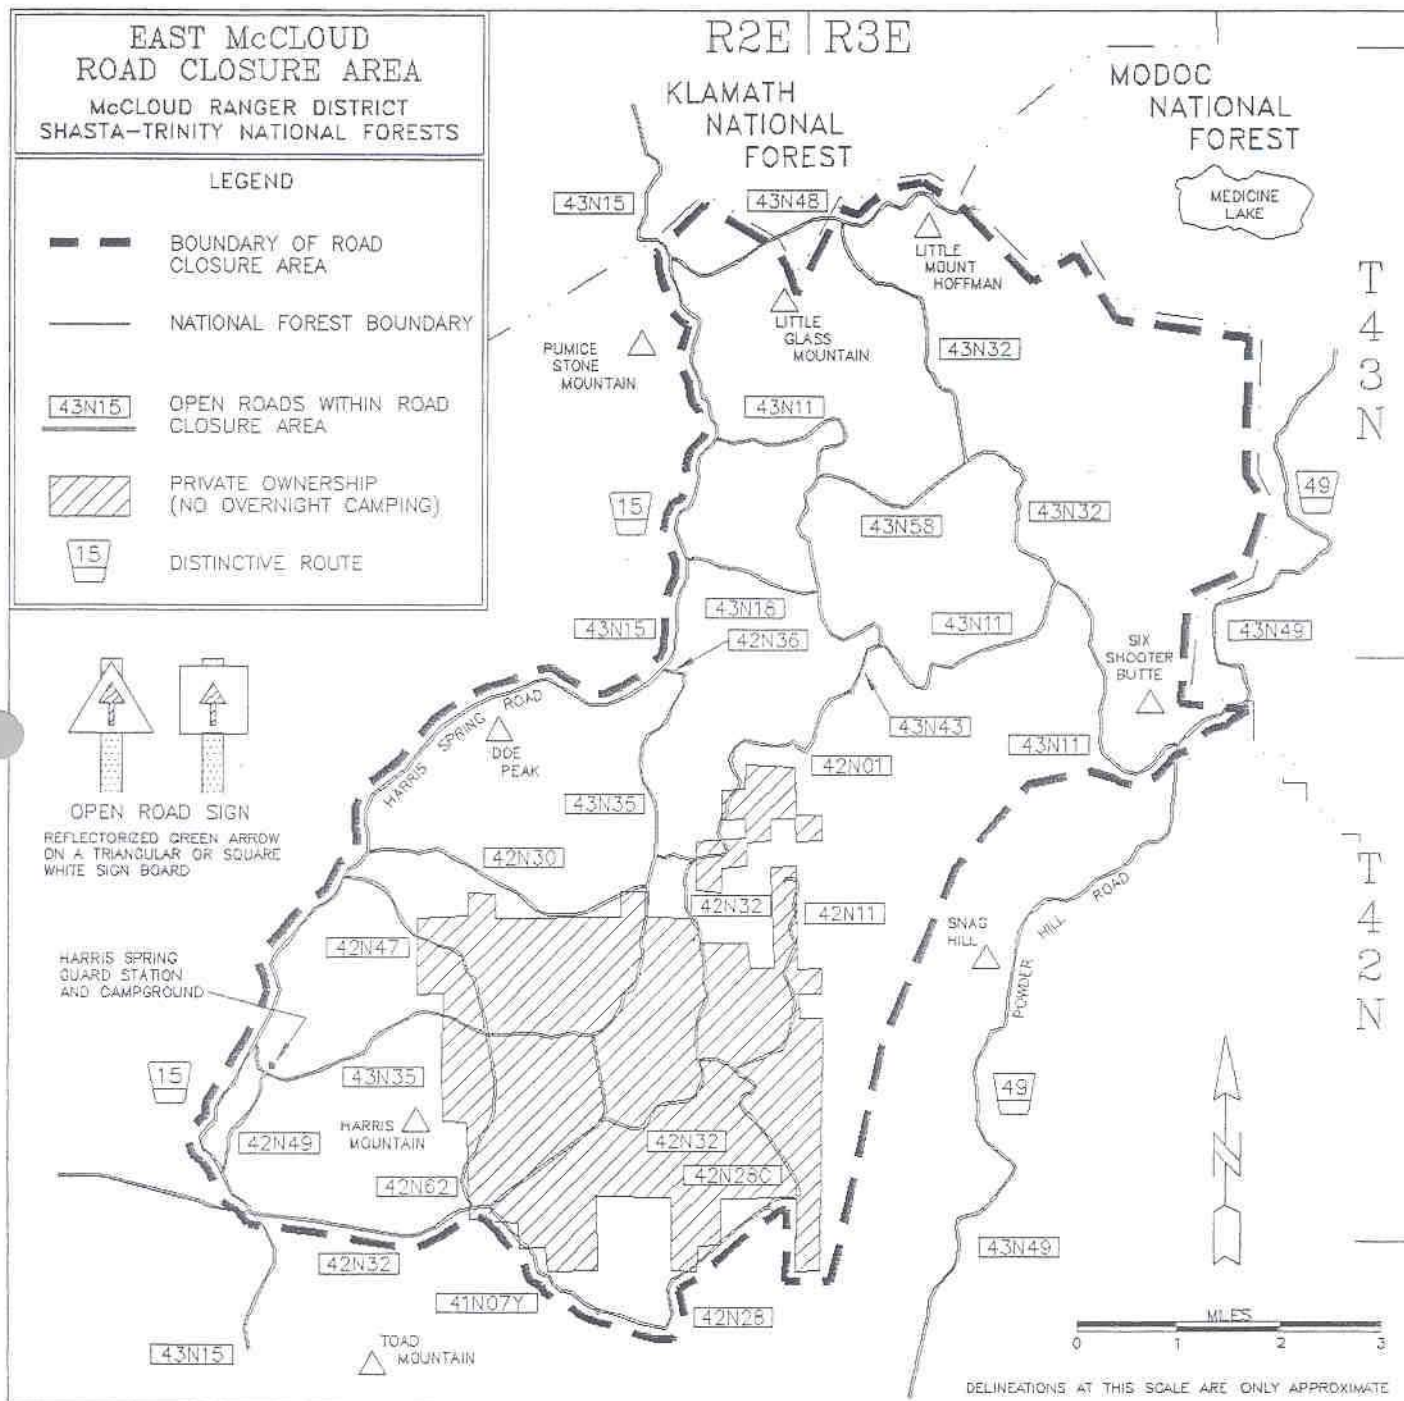 EAST McCLOUD
ROAD CLOSURE AREA
McCLOUD RANGER DISTRICT
SHASTA-TRINITY NATIONAL FORESTS
LEGEND
BOUNDARY OF ROAD
CLOSURE AREA
NATIONAL FOREST BOUNDARY
43N15
OPEN ROADS WITHIN ROAD
CLOSURE AREA
PRIVATE OWNERSHIP
(NO OVERNIGHT CAMPING)
15
DISTINCTIVE ROUTE
OPEN ROAD SIGN
REFLECTORIZED GREEN ARROW
ON A TRIANGULAR OR SQUARE
WHITE SIGN BOARD
R2E R3E
KLAMATH
NATIONAL
FOREST
MODOC
NATIONAL
FOREST
MEDICINE
LAKE
43N15
43N48
LITTLE
MOUNT
HOFFMAN
T
43
N
PUMICE
STONE
MOUNTAIN
LITTLE
GLASS
MOUNTAIN
43N32
43N11
15
43N58
43N32
49
43N15
43N18
42N36
43N11
43N49
SIX
SHOOTER
BUTTE
HARRIS SPRING ROAD
DOE
PEAK
43N43
43N11
42N01
43N35
42N30
42N32
42N11
42N47
SNAG
HILL
POWDER HILL ROAD
T
42
N
HARRIS SPRING
GUARD STATION
AND CAMPGROUND
15
43N35
49
HARRIS
MOUNTAIN
42N49
42N32
42N62
42N28C
N
42N32
43N49
41N07Y
42N28
43N15
TOAD
MOUNTAIN
MILES
0 1 2 3
DELINEATIONS AT THIS SCALE ARE ONLY APPROXIMATE